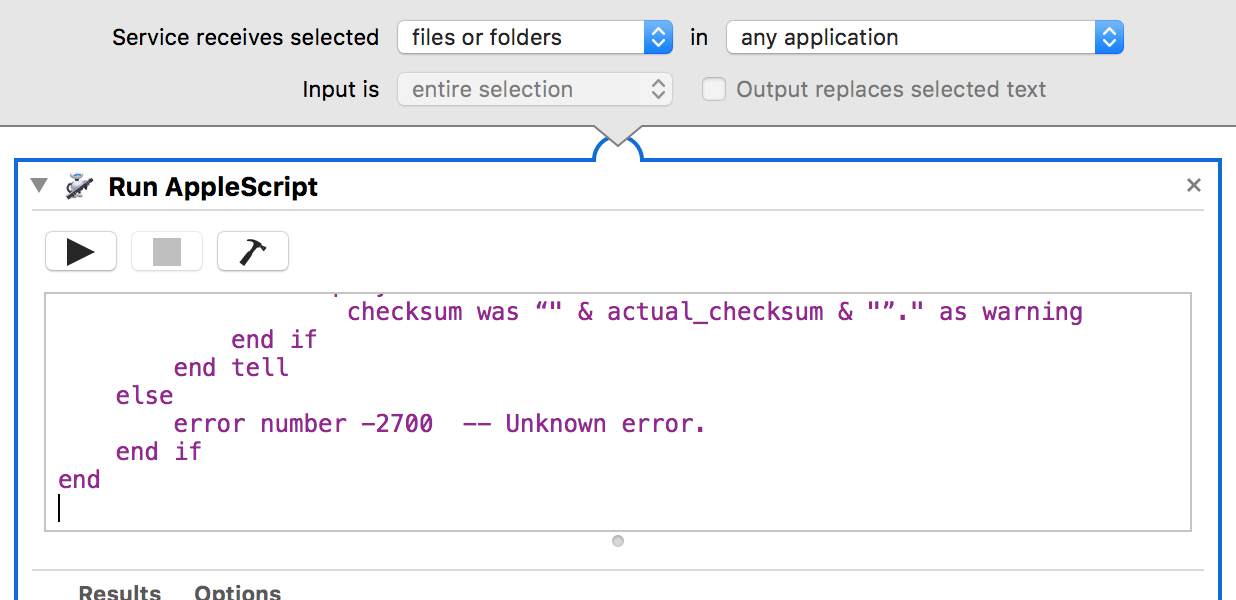 Service receives selected files or folders in any application
Input is entire selection Output replaces selected text
Run AppleScript
checksum was “" & actual_checksum & "”." as warning
end if
end tell
else
error number -2700 -- Unknown error.
end if
end
Results Options